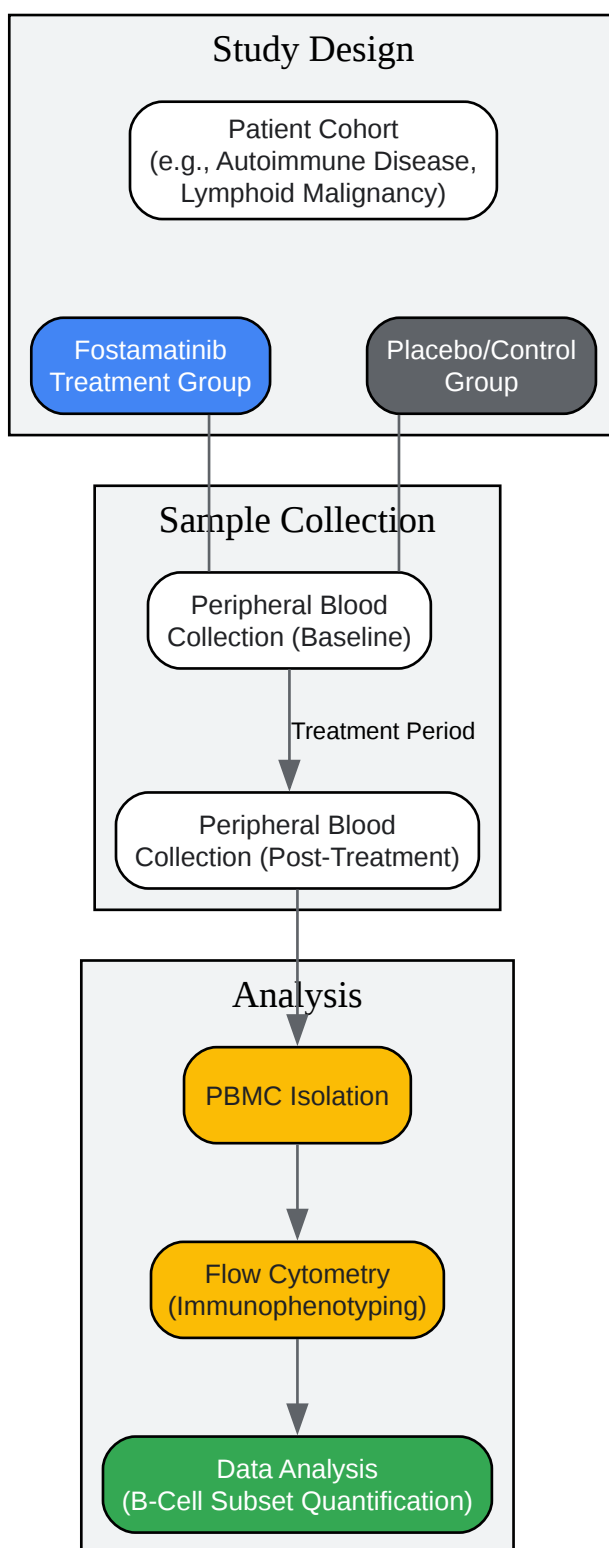 Study Design
Patient Cohort
(e.g., Autoimmune Disease,
Lymphoid Malignancy)
Fostamatinib
Treatment Group
Placebo/Control
Group
Sample Collection
Peripheral Blood
Collection (Baseline)
Treatment Period
Peripheral Blood
Collection (Post-Treatment)
Analysis
PBMC Isolation
Flow Cytometry
(Immunophenotyping)
Data Analysis
(B-Cell Subset Quantification)